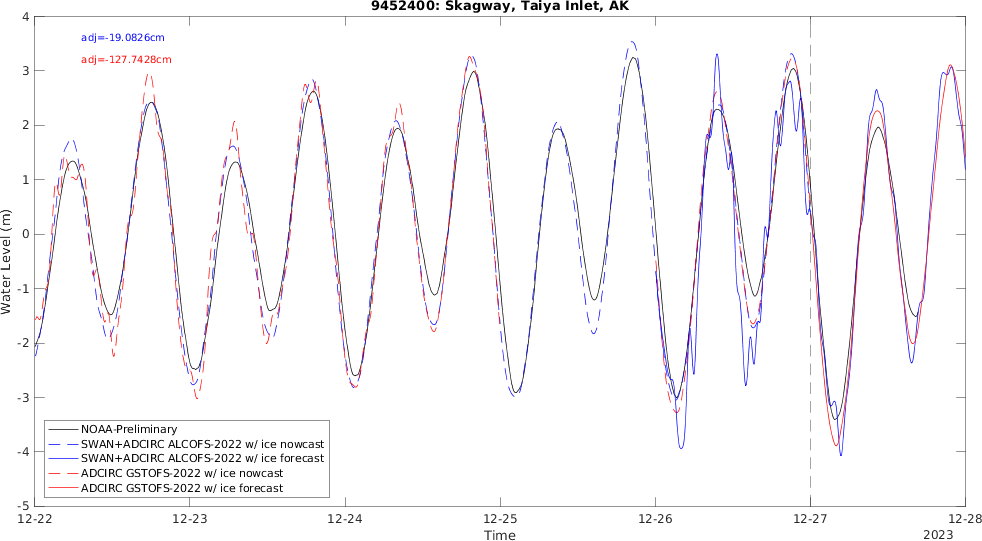 9452400: Skagway, Taiya Inlet, AK
adj=-19.0826cm
adj=-127.7428cm
4
3
2
1
0
-1
-2
-3
-4
-5
Water Level (m)
NOAA-Preliminary
SWAN+ADCIRC ALCOFS-2022 w/ ice nowcast
SWAN+ADCIRC ALCOFS-2022 w/ ice forecast
ADCIRC GSTOFS-2022 w/ ice nowcast
ADCIRC GSTOFS-2022 w/ ice forecast
12-22 12-23 12-24 12-25 12-26 12-27 12-28
Time
2023